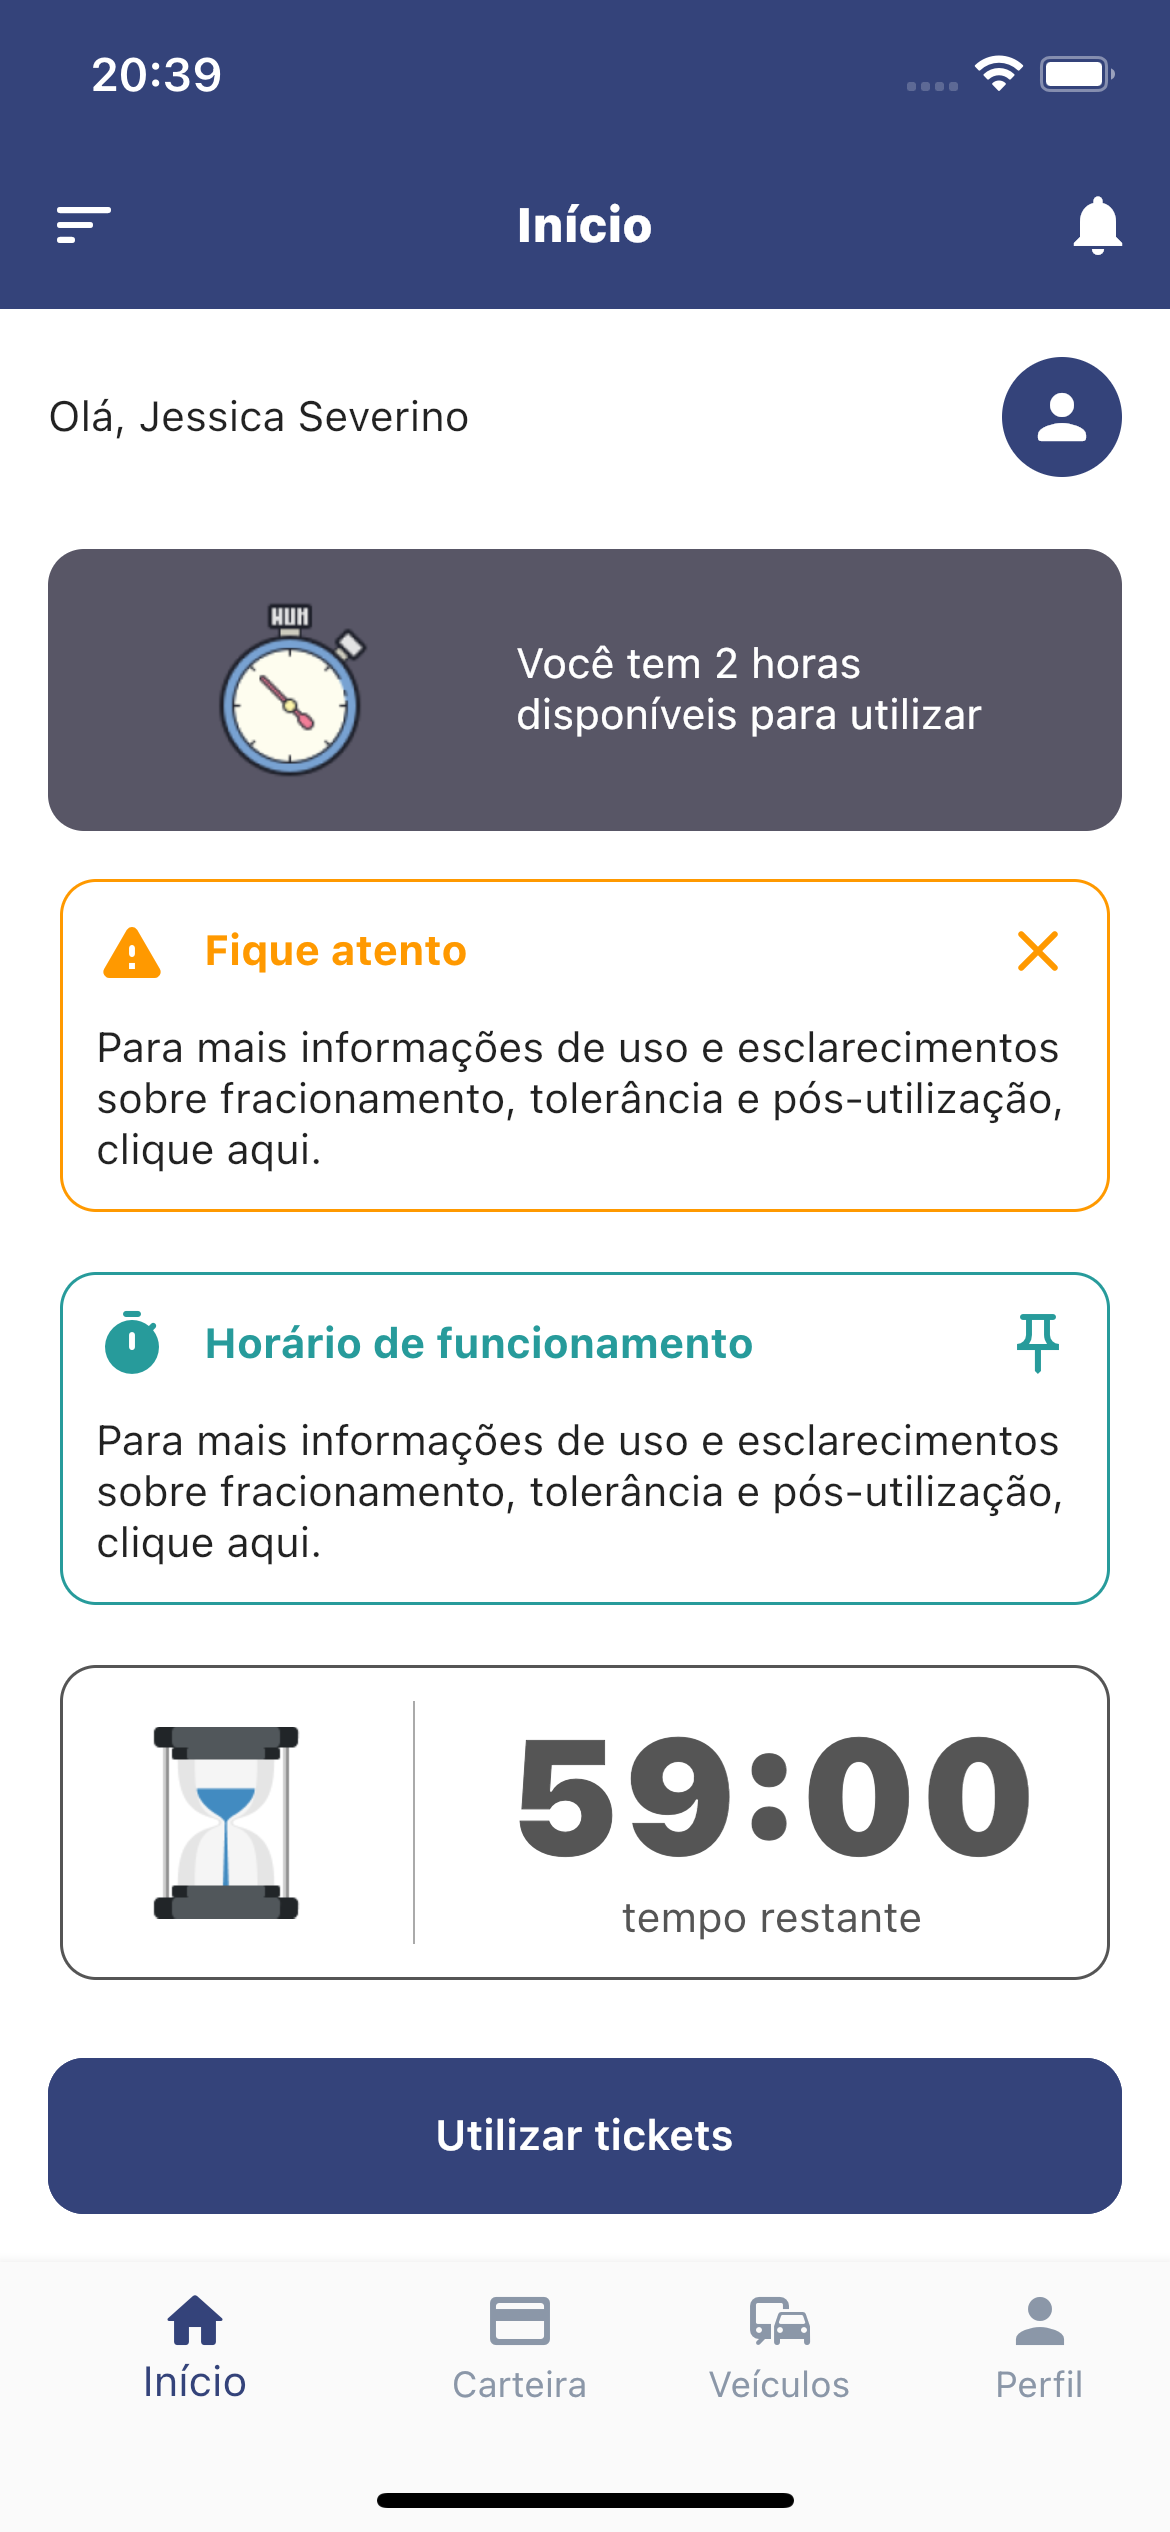 20:39
Início
Olá, Jessica Severino
Você tem 2 horas
disponíveis para utilizar
Fique atento
Para mais informações de uso e esclarecimentos
sobre fracionamento, tolerância e pós-utilização,
clique aqui.
Horário de funcionamento
Para mais informações de uso e esclarecimentos
sobre fracionamento, tolerância e pós-utilização,
clique aqui.
59:00
tempo restante
Utilizar tickets
Início
Carteira
Veículos
Perfil